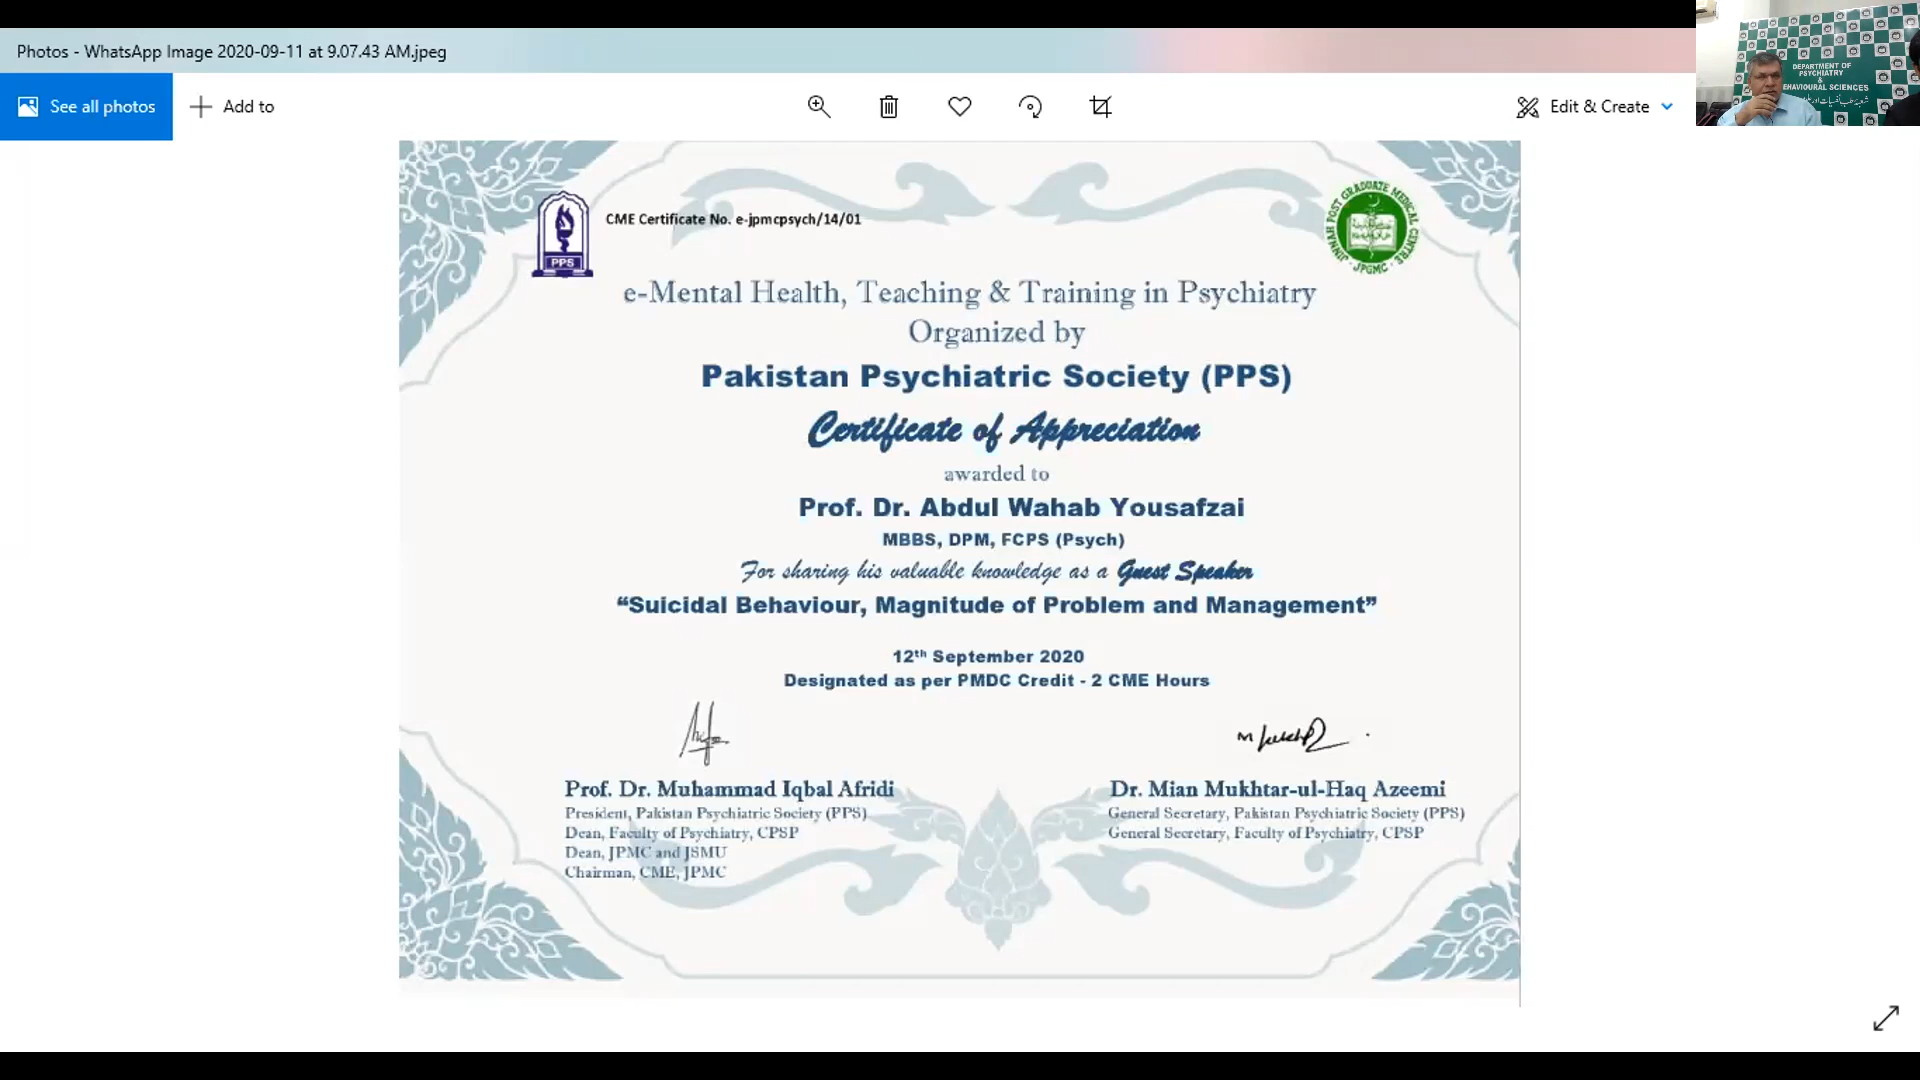 Photos - WhatsApp Image 2020-09-11 at 9.07.43 AM.jpeg
See all photos
Add to
Edit & Create
DEPARTMENT OF
PSYCHIATRY
&
BEHAVIOURAL SCIENCES
CME Certificate No. e-jpmcpsych/14/01
PPS
JINNAH POST GRADUATE MEDICAL CENTRE
JPGMC
e-Mental Health, Teaching & Training in Psychiatry
Organized by
Pakistan Psychiatric Society (PPS)
Certificate of Appreciation
awarded to
Prof. Dr. Abdul Wahab Yousafzai
MBBS, DPM, FCPS (Psych)
For sharing his valuable knowledge as a Guest Speaker
“Suicidal Behaviour, Magnitude of Problem and Management”
12th September 2020
Designated as per PMDC Credit - 2 CME Hours
Prof. Dr. Muhammad Iqbal Afridi
President, Pakistan Psychiatric Society (PPS)
Dean, Faculty of Psychiatry, CPSP
Dean, JPMC and JSMU
Chairman, CME, JPMC
Dr. Mian Mukhtar-ul-Haq Azeemi
General Secretary, Pakistan Psychiatric Society (PPS)
General Secretary, Faculty of Psychiatry, CPSP